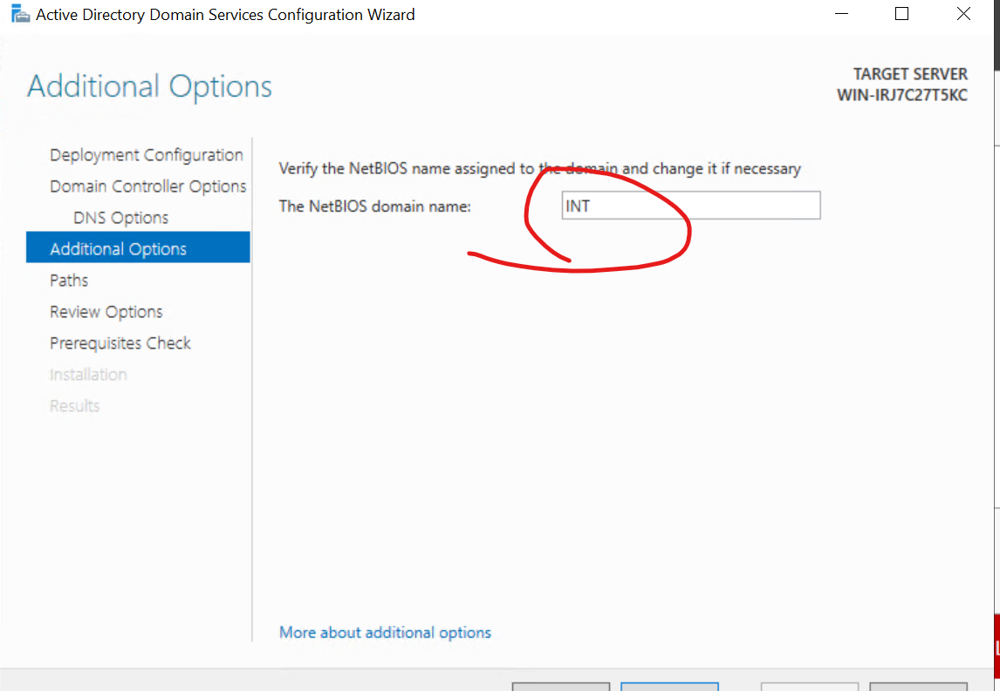 Active Directory Domain Services Configuration Wizard
Additional Options
TARGET SERVER
WIN-IRJ7C27T5KC
Deployment Configuration
Domain Controller Options
DNS Options
Additional Options
Paths
Review Options
Prerequisites Check
Installation
Results
Verify the NetBIOS name assigned to the domain and change it if necessary
The NetBIOS domain name:
INT
More about additional options